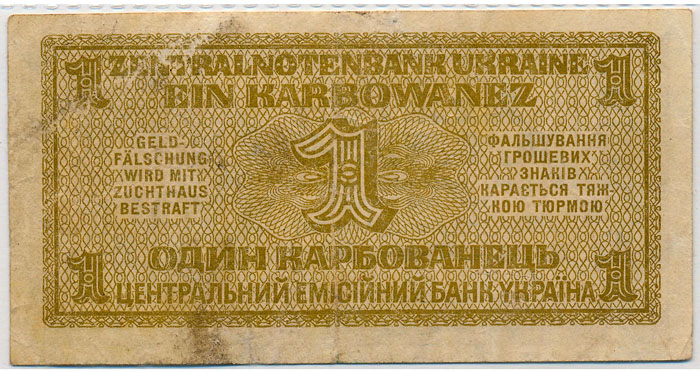 1 ZENTRALNOTENBANK UKRAINE 1
EIN KARBOWANEZ
GELD-
FÄLSCHUNG
WIRD MIT
ZUCHTHAUS
BESTRAFT
1
ФАЛЬШУВАННЯ
ГРОШЕВИХ
ЗНАКІВ
КАРАЄТЬСЯ ТЯЖ-
КОЮ ТЮРМОЮ
ОДИН КАРБОВАНЕЦЬ
1 ЦЕНТРАЛЬНИЙ ЕМІСІЙНИЙ БАНК УКРАЇНА 1